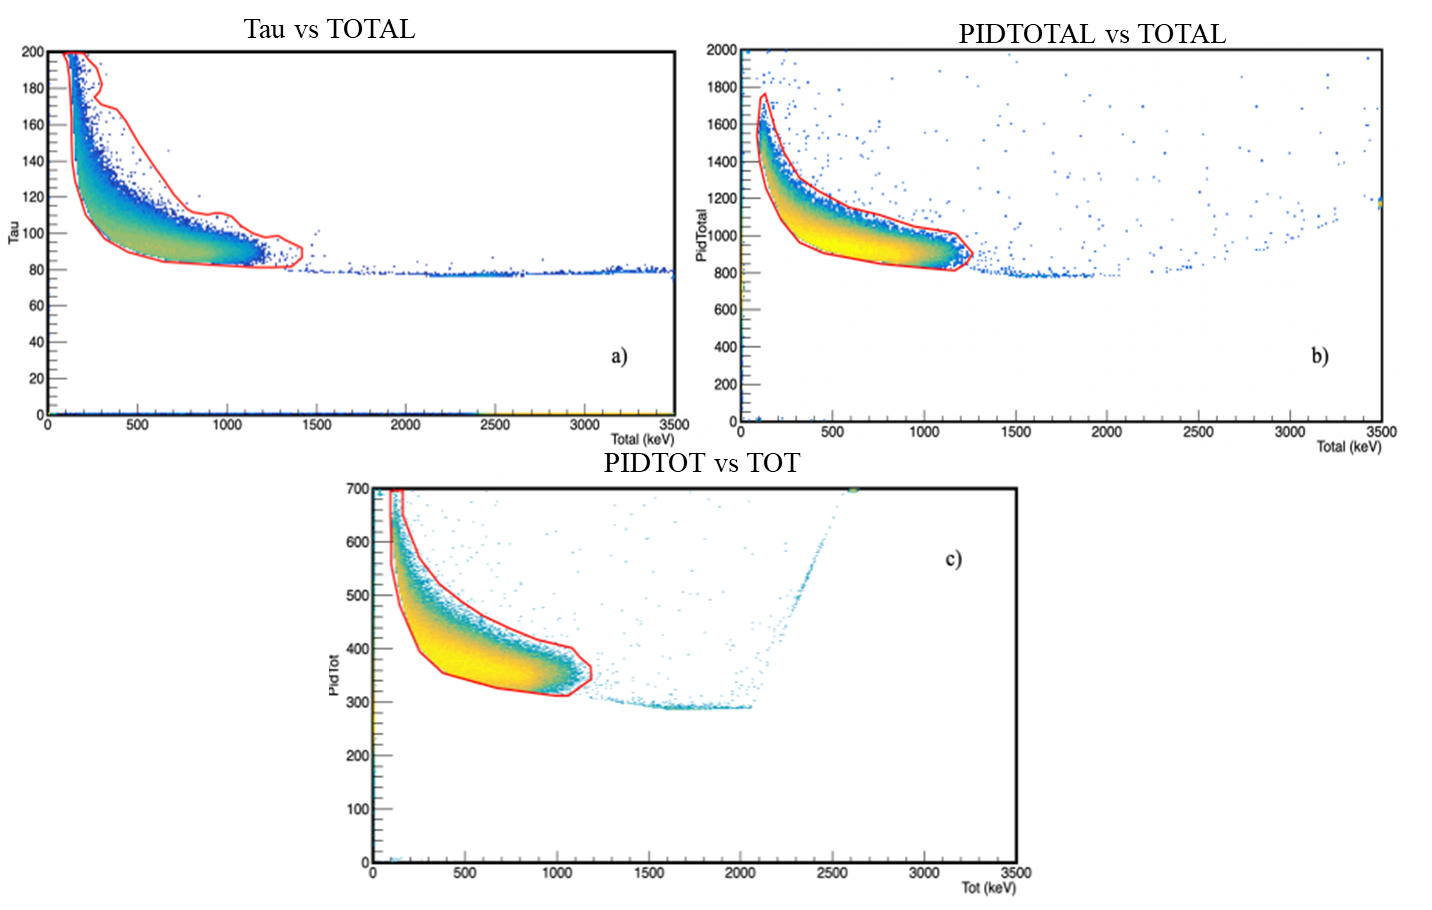 Tau vs TOTAL
200
180
160
140
120
100
80
60
40
20
0
Tau
a)
0 500 1000 1500 2000 2500 3000 3500
Total (keV)
PIDTOTAL vs TOTAL
2000
1800
1600
1400
1200
1000
800
600
400
200
0
PidTotal
b)
0 500 1000 1500 2000 2500 3000 3500
Total (keV)
PIDTOT vs TOT
700
600
500
400
300
200
100
0
PidTot
c)
0 500 1000 1500 2000 2500 3000 3500
Tot (keV)